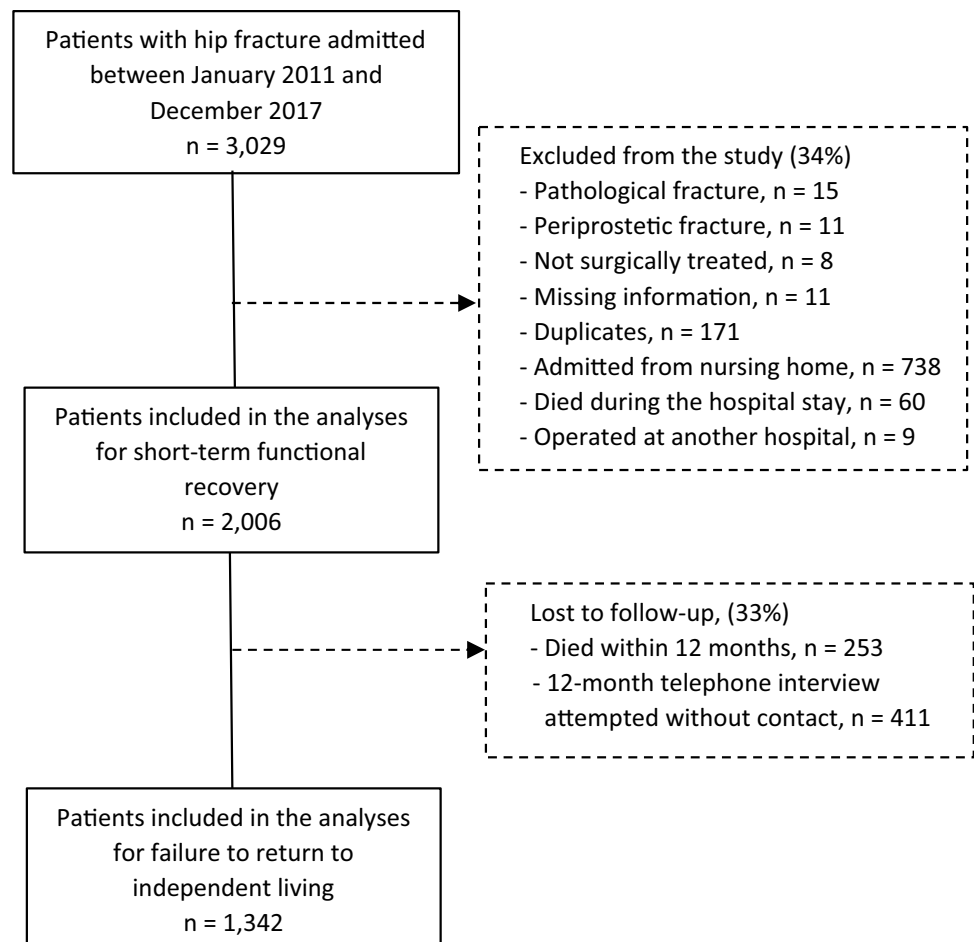 Patients with hip fracture admitted
between January 2011 and
December 2017
n = 3,029
Excluded from the study (34%)
- Pathological fracture, n = 15
- Periprostetic fracture, n = 11
- Not surgically treated, n = 8
- Missing information, n = 11
- Duplicates, n = 171
- Admitted from nursing home, n = 738
- Died during the hospital stay, n = 60
- Operated at another hospital, n = 9
Patients included in the analyses
for short-term functional
recovery
n = 2,006
Lost to follow-up, (33%)
- Died within 12 months, n = 253
- 12-month telephone interview
attempted without contact, n = 411
Patients included in the analyses
for failure to return to
independent living
n = 1,342